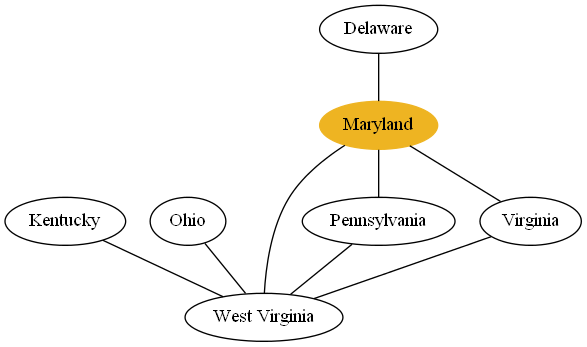 Delaware
Maryland
Kentucky
Ohio
Pennsylvania
Virginia
West Virginia